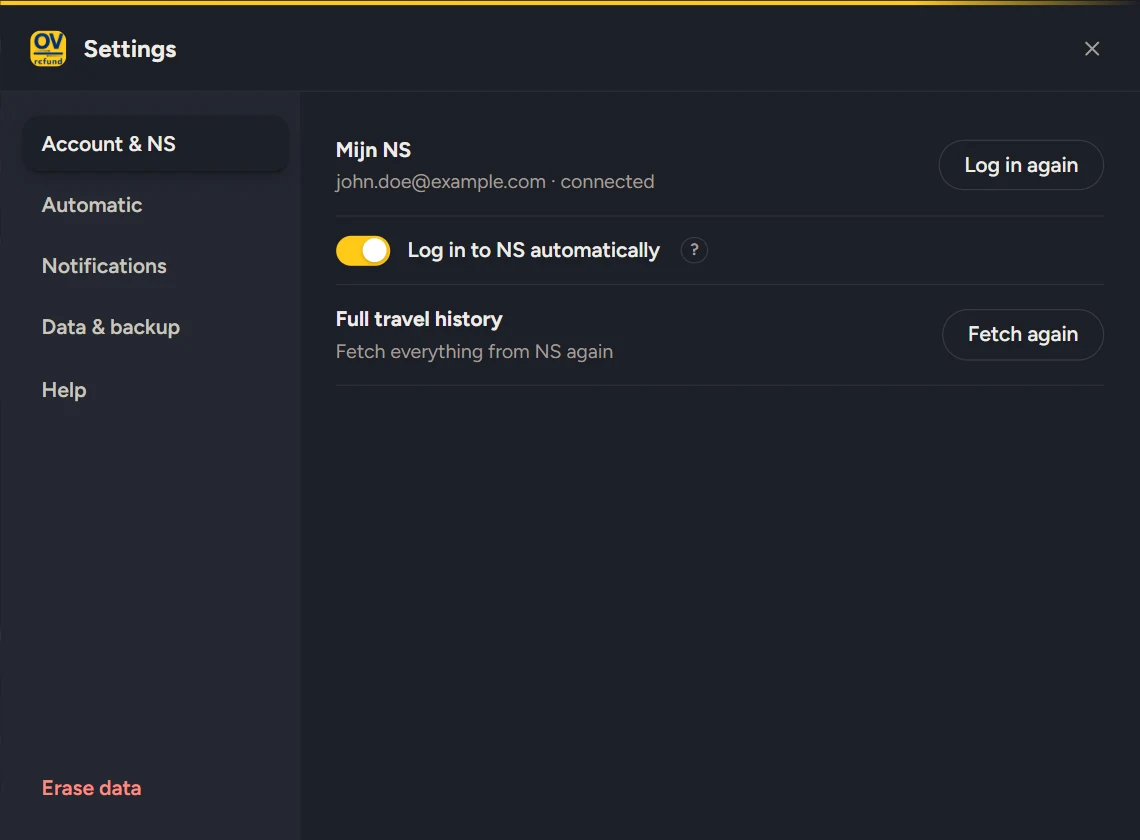 OV
refund
Settings
Account & NS
Automatic
Notifications
Data & backup
Help
Erase data
Mijn NS
john.doe@example.com · connected
Log in again
Log in to NS automatically
?
Full travel history
Fetch everything from NS again
Fetch again